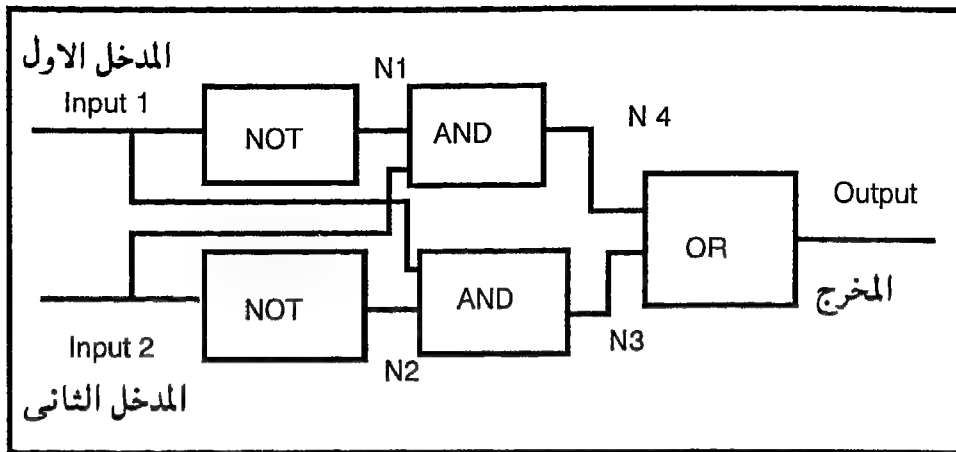 المدخل الاول
Input 1
NOT
N1
AND
N 4
OR
Output
المخرج
NOT
AND
N3
N2
Input 2
المدخل الثانى